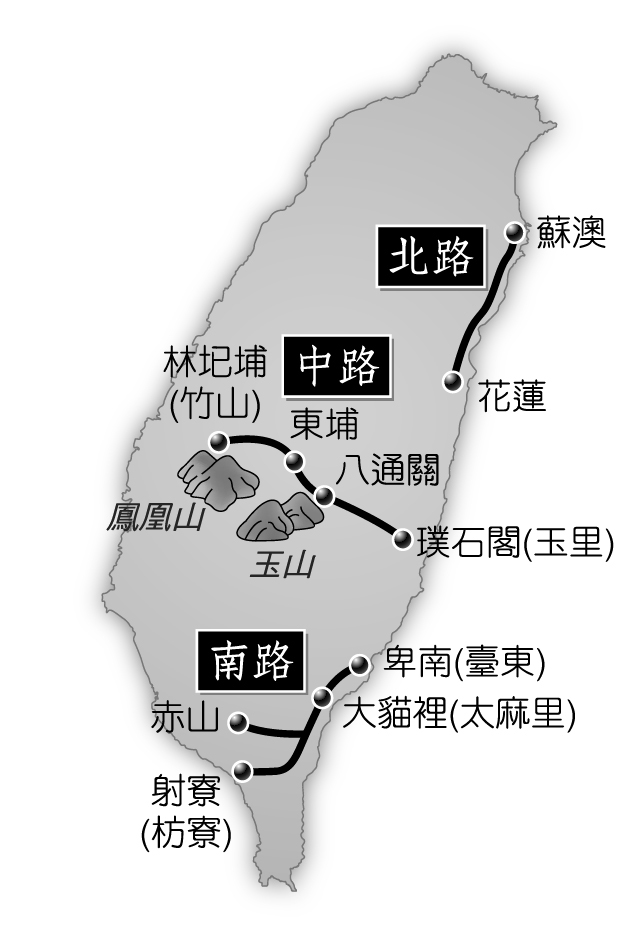 蘇澳
北路
花蓮
林圯埔
(竹山)
中路
東埔
八通關
鳳凰山
玉山
璞石閣(玉里)
南路
卑南(臺東)
大貓裡(太麻里)
赤山
射寮
(枋寮)